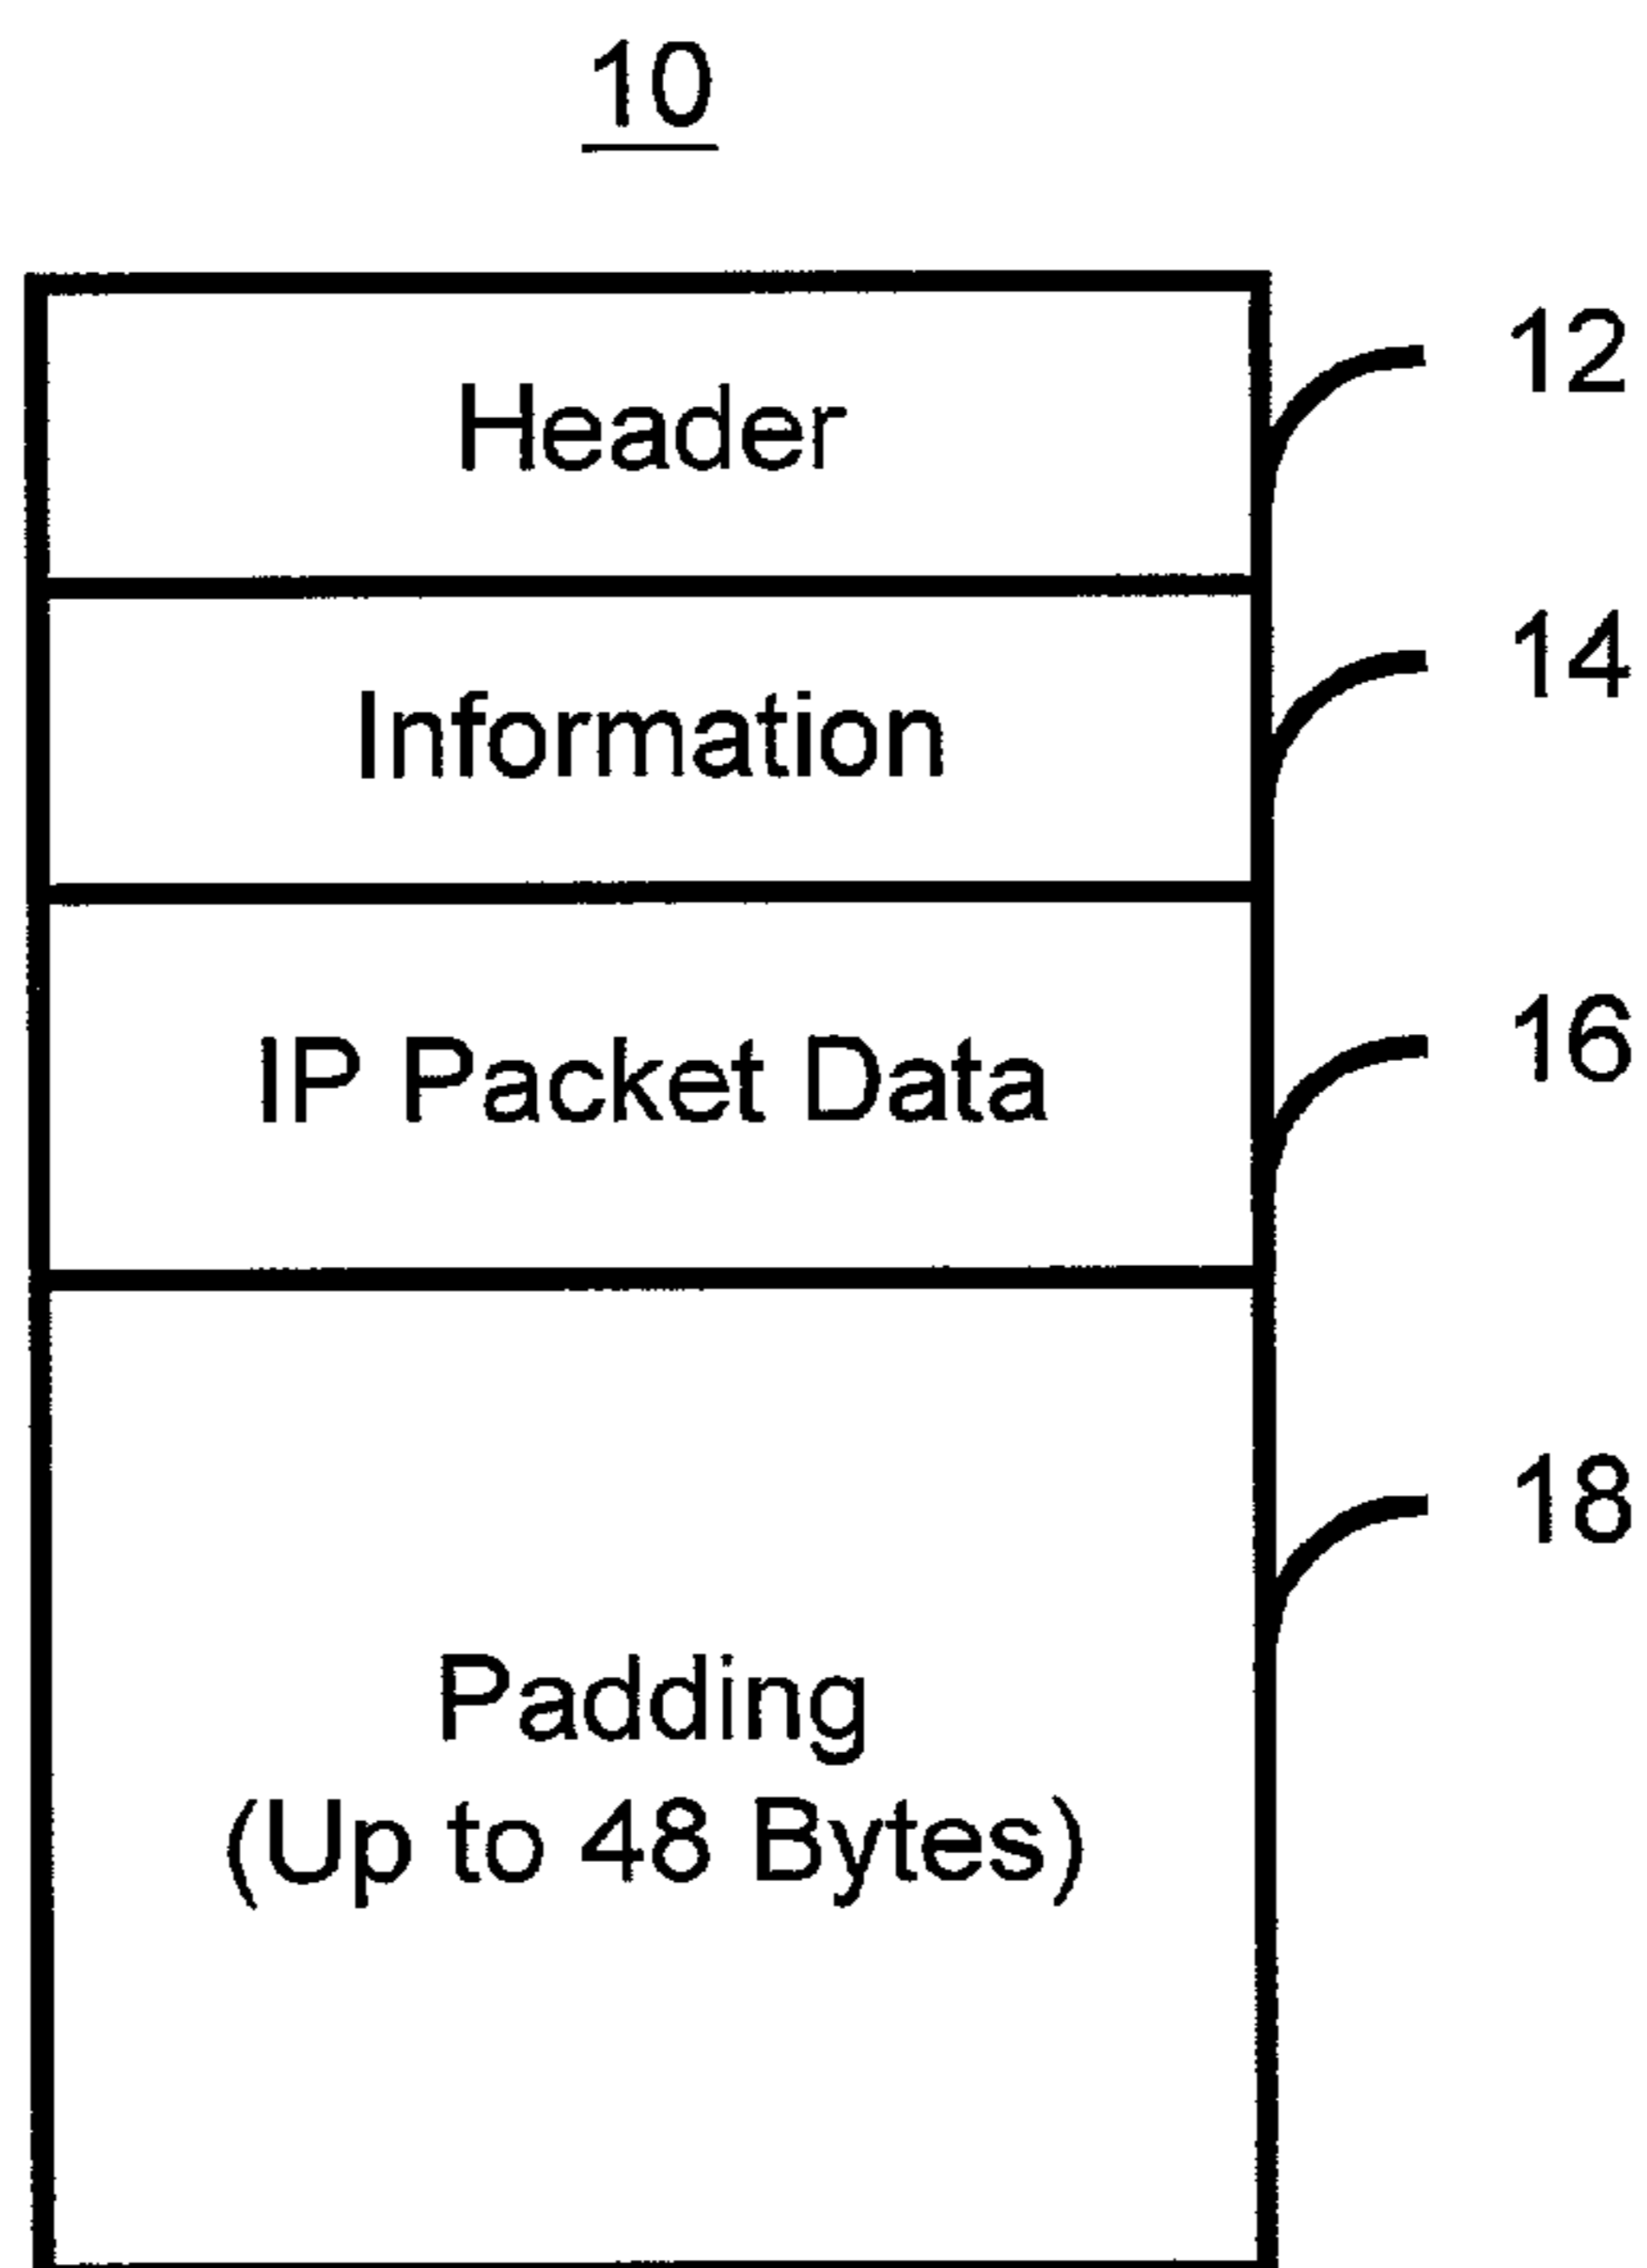 10
Header
12
Information
14
IP Packet Data
16
Padding
(Up to 48 Bytes)
18